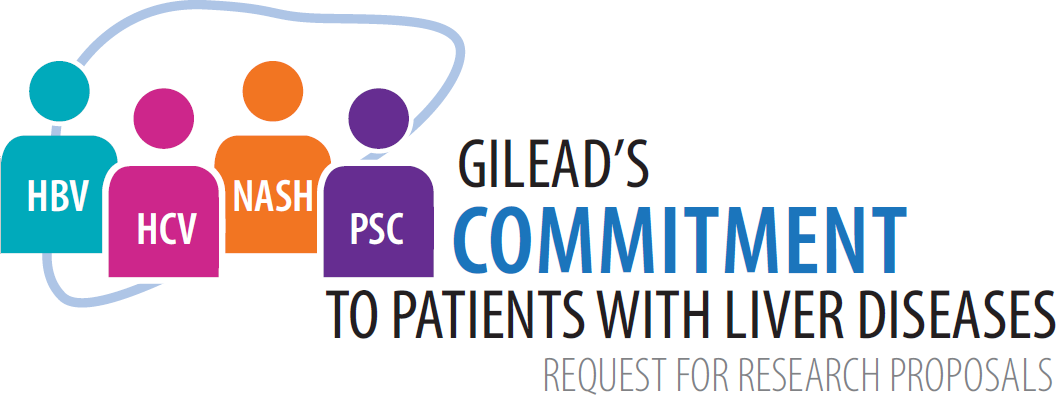 HBV
HCV
NASH
PSC
GILEAD'S
COMMITMENT
TO PATIENTS WITH LIVER DISEASES
REQUEST FOR RESEARCH PROPOSALS